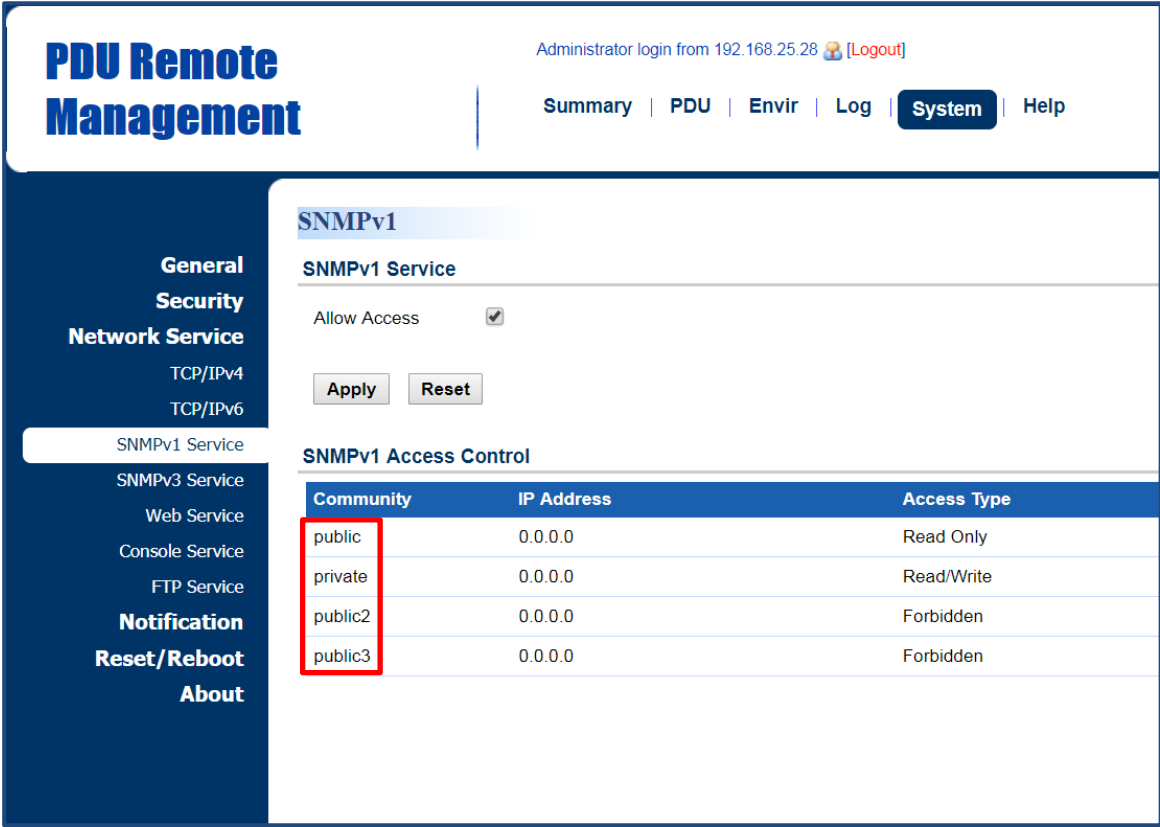 PDU Remote
Management
Administrator login from 192.168.25.28 [Logout]
Summary | PDU | Envir | Log | System | Help
General
Security
Network Service
TCP/IPv4
TCP/IPv6
SNMPv1 Service
SNMPv3 Service
Web Service
Console Service
FTP Service
Notification
Reset/Reboot
About
SNMPv1
SNMPv1 Service
Allow Access
Apply Reset
SNMPv1 Access Control
Community IP Address Access Type
public 0.0.0.0 Read Only
private 0.0.0.0 Read/Write
public2 0.0.0.0 Forbidden
public3 0.0.0.0 Forbidden